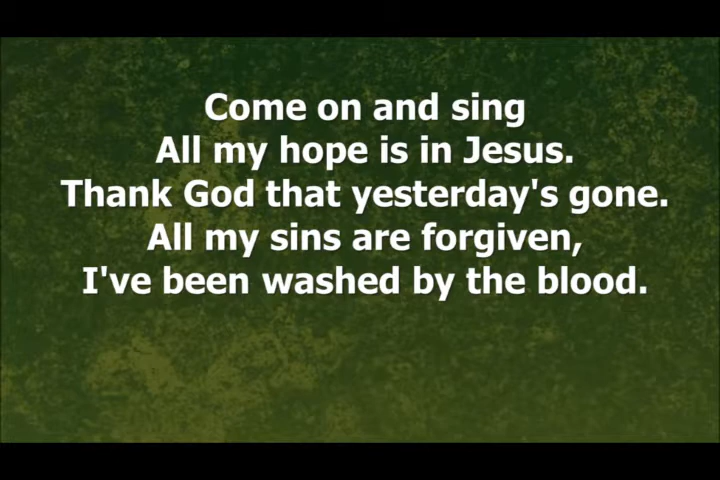 Come on and sing
All my hope is in Jesus.
Thank God that yesterday's gone.
All my sins are forgiven,
I've been washed by the blood.